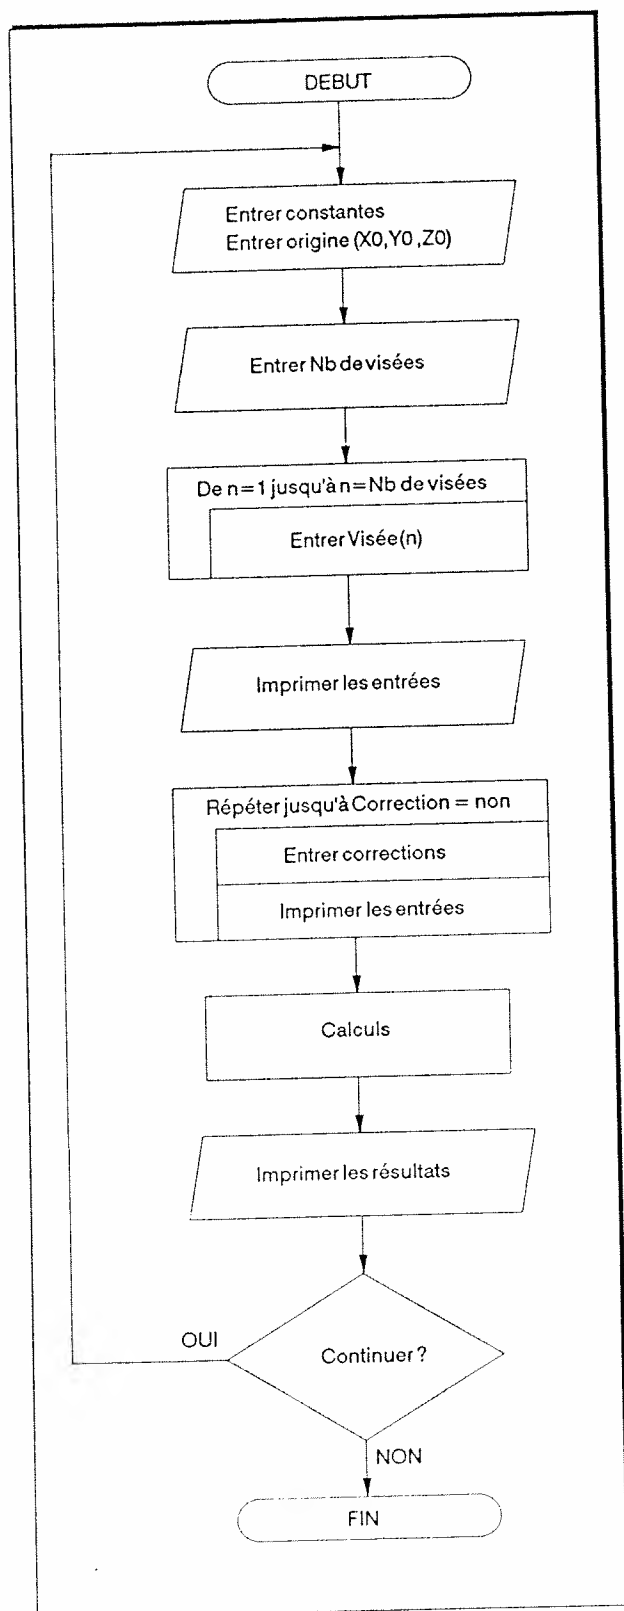 DEBUT
Entrer constantes
Entrer origine (X0,Y0,Z0)
Entrer Nb de visées
De n=1 jusqu'à n=Nb de visées
Entrer Visée(n)
Imprimer les entrées
Répéter jusqu'à Correction = non
Entrer corrections
Imprimer les entrées
Calculs
Imprimer les résultats
OUI
Continuer ?
NON
FIN